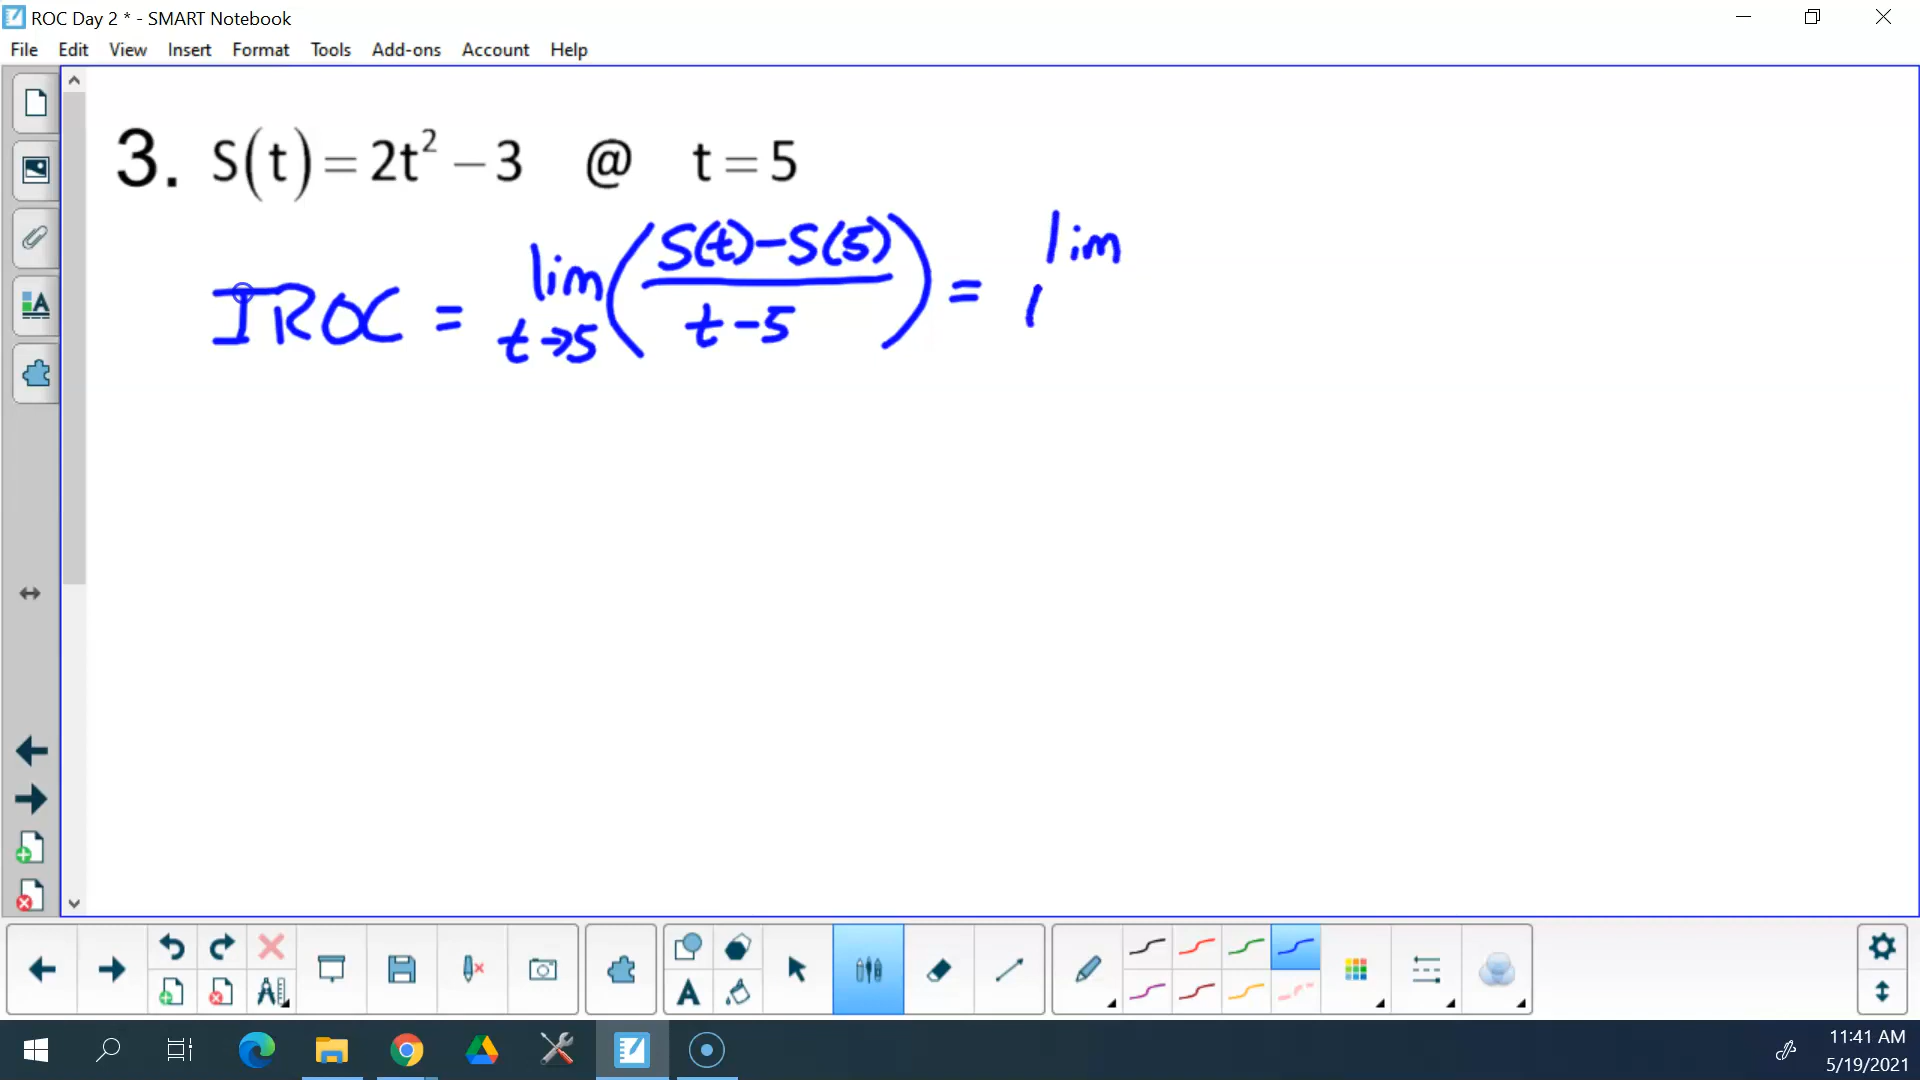 ROC Day 2 * - SMART Notebook
File Edit View Insert Format Tools Add-ons Account Help
3. S(t) = 2t² − 3 @ t = 5
IROC = lim t→5 ( S(t) − S(5) / t − 5 ) = lim
11:41 AM
5/19/2021